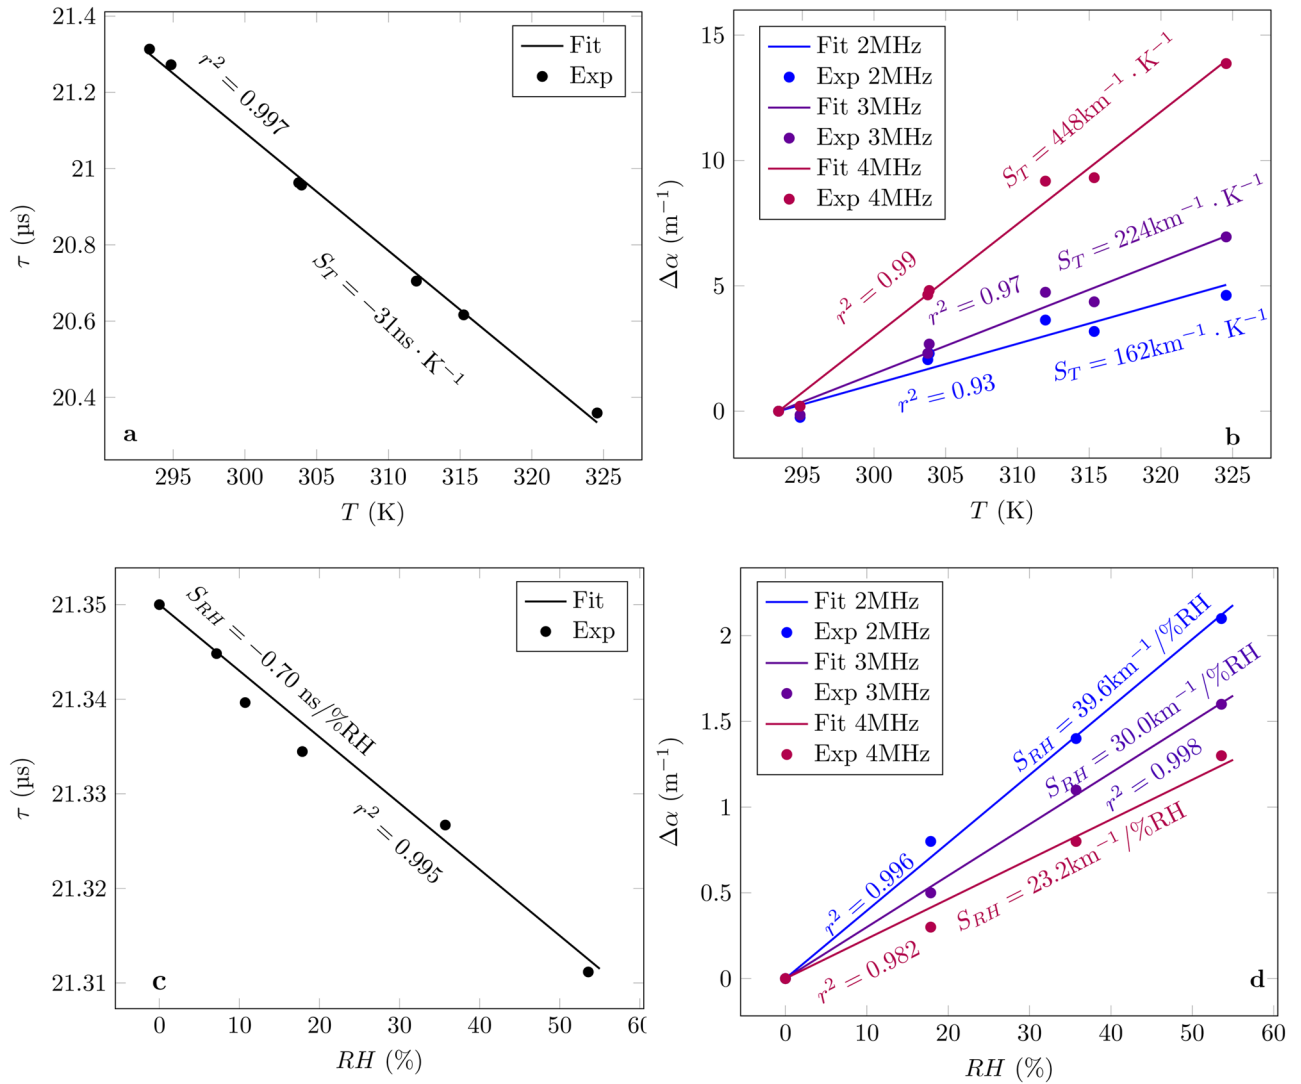 21.4
21.2
21
20.8
20.6
20.4
τ (µs)
Fit
Exp
r² = 0.997
S_T = −31ns · K⁻¹
a
295 300 305 310 315 320 325
T (K)
15
10
5
0
Δα (m⁻¹)
Fit 2MHz
Exp 2MHz
Fit 3MHz
Exp 3MHz
Fit 4MHz
Exp 4MHz
S_T = 448km⁻¹ · K⁻¹
r² = 0.99
S_T = 224km⁻¹ · K⁻¹
r² = 0.97
S_T = 162km⁻¹ · K⁻¹
r² = 0.93
b
295 300 305 310 315 320 325
T (K)
21.35
21.34
21.33
21.32
21.31
τ (µs)
Fit
Exp
S_RH = −0.70 ns/%RH
r² = 0.995
c
0 10 20 30 40 50 60
RH (%)
2
1.5
1
0.5
0
Δα (m⁻¹)
Fit 2MHz
Exp 2MHz
Fit 3MHz
Exp 3MHz
Fit 4MHz
Exp 4MHz
S_RH = 39.6km⁻¹/%RH
S_RH = 30.0km⁻¹/%RH
r² = 0.998
r² = 0.996
S_RH = 23.2km⁻¹/%RH
r² = 0.982
d
0 10 20 30 40 50 60
RH (%)